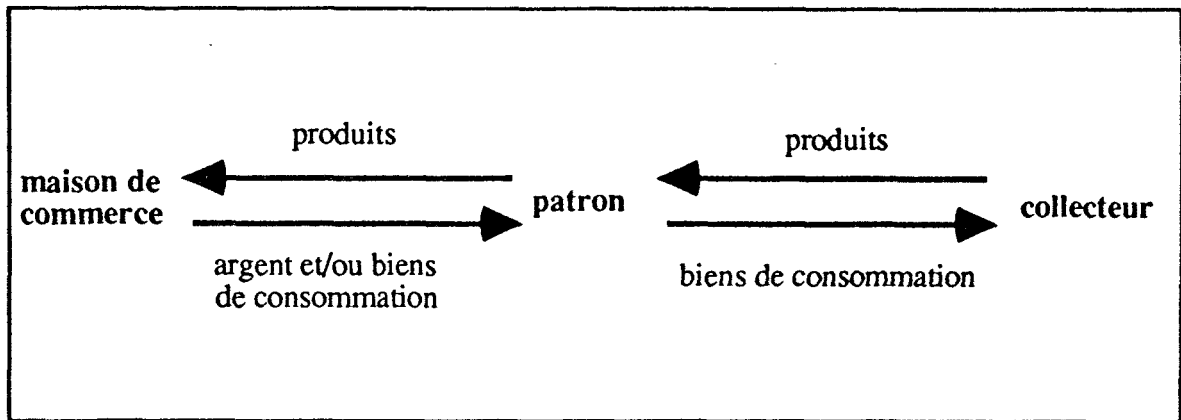 produits
produits
maison de
commerce
patron
collecteur
argent et/ou biens
de consommation
biens de consommation